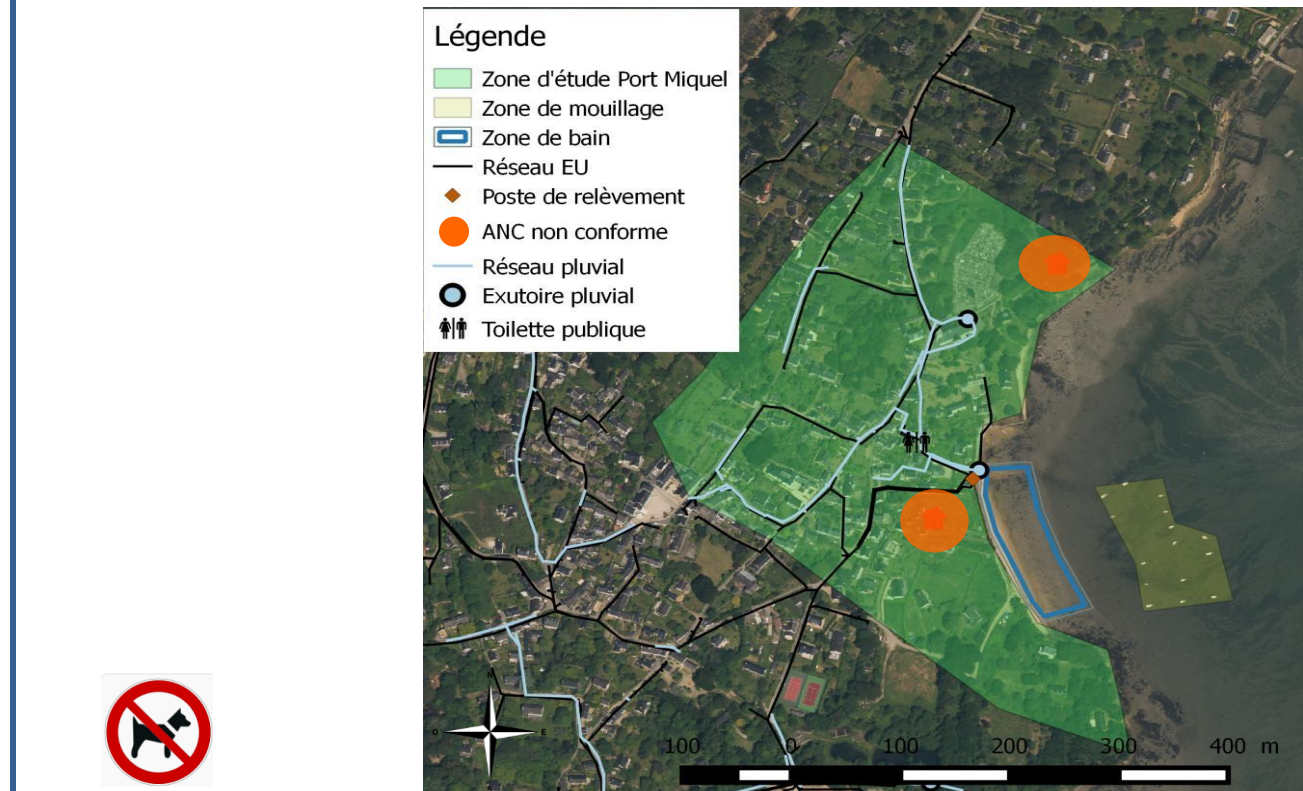 Légende
Zone d'étude Port Miquel
Zone de mouillage
Zone de bain
Réseau EU
Poste de relèvement
ANC non conforme
Réseau pluvial
Exutoire pluvial
Toilette publique
N
O E
100 0 100 200 300 400 m